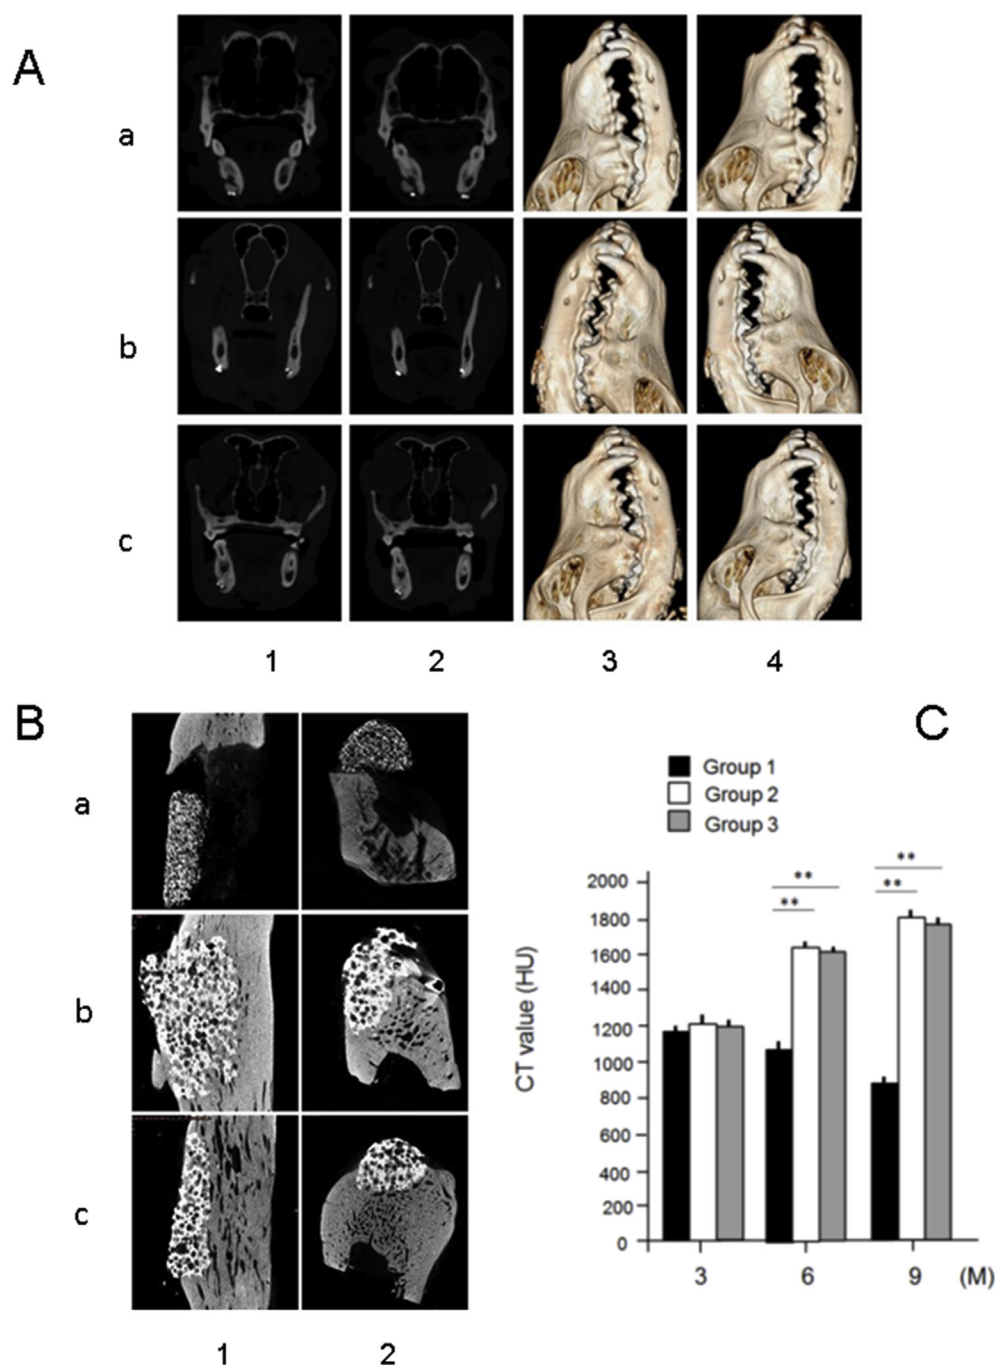 A
a
b
c
1 2 3 4
B
a
b
c
1 2
C
Group 1
Group 2
Group 3
CT value (HU)
2000
1800
1600
1400
1200
1000
800
600
400
200
0
**
**
**
**
3 6 9 (M)